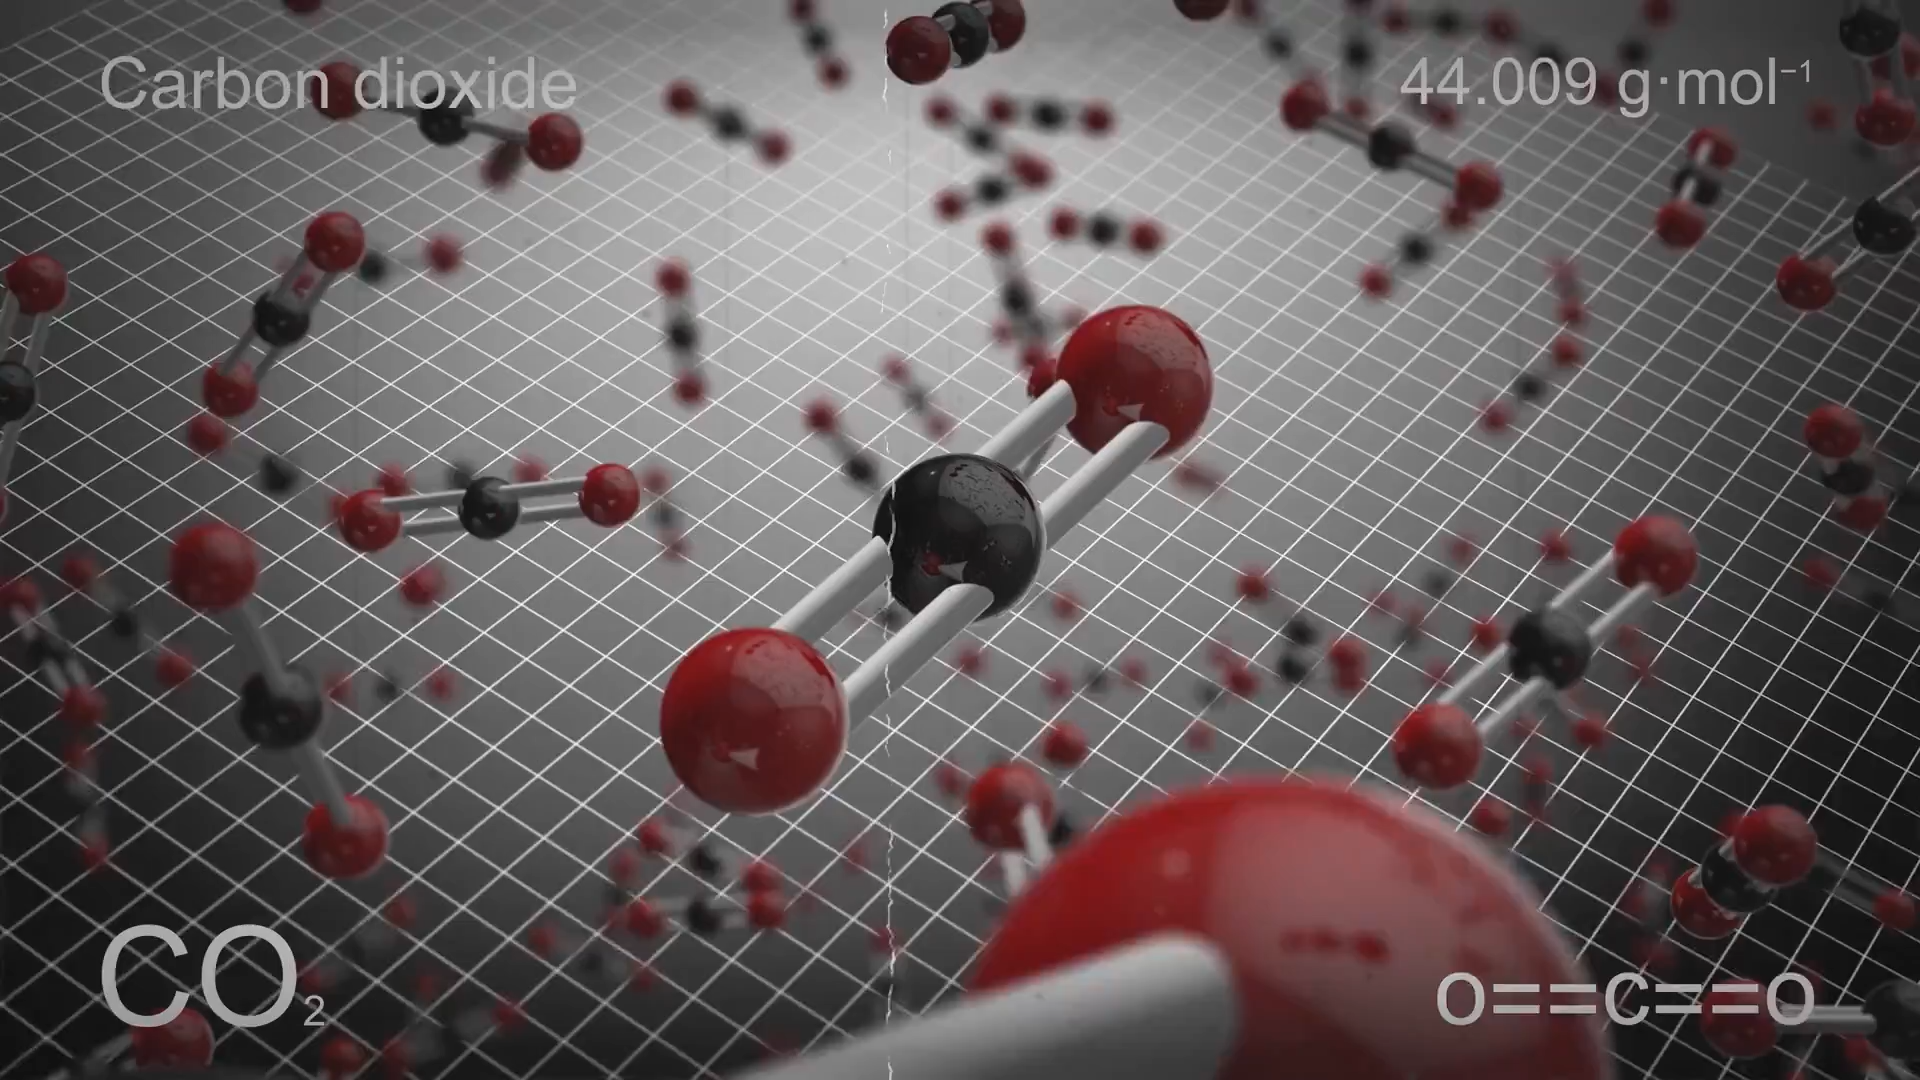 Carbon dioxide
44.009 g·mol⁻¹
CO₂
O==C==O